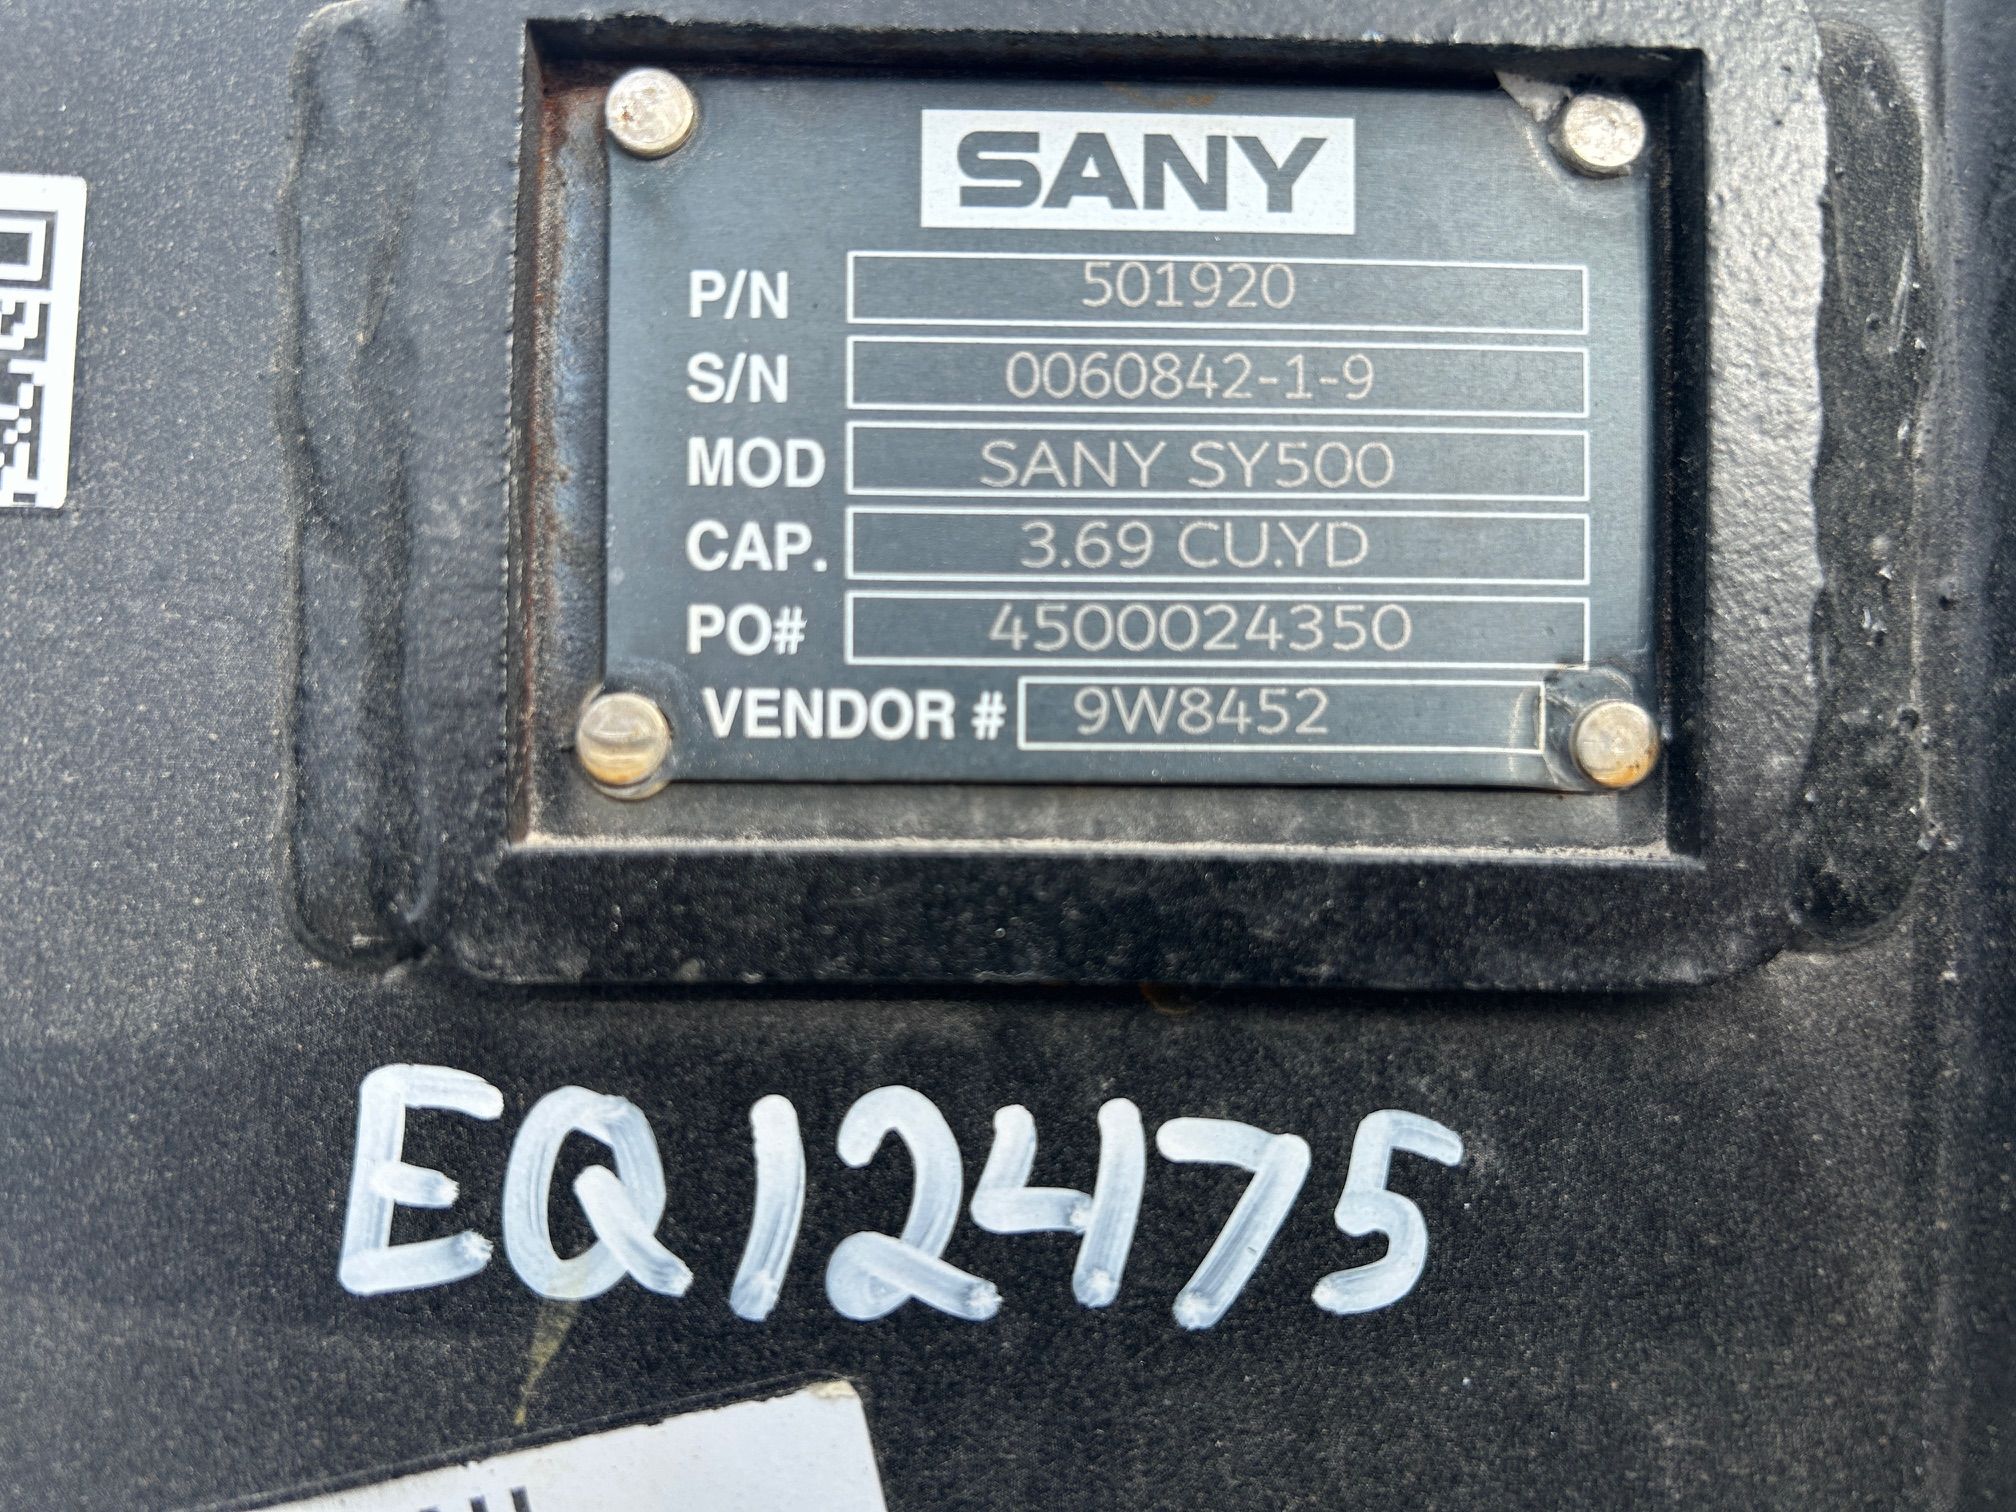 SANY
P/N 501920
S/N 0060842-1-9
MOD SANY SY500
CAP. 3.69 CU.YD
PO# 4500024350
VENDOR # 9W8452
EQ12475